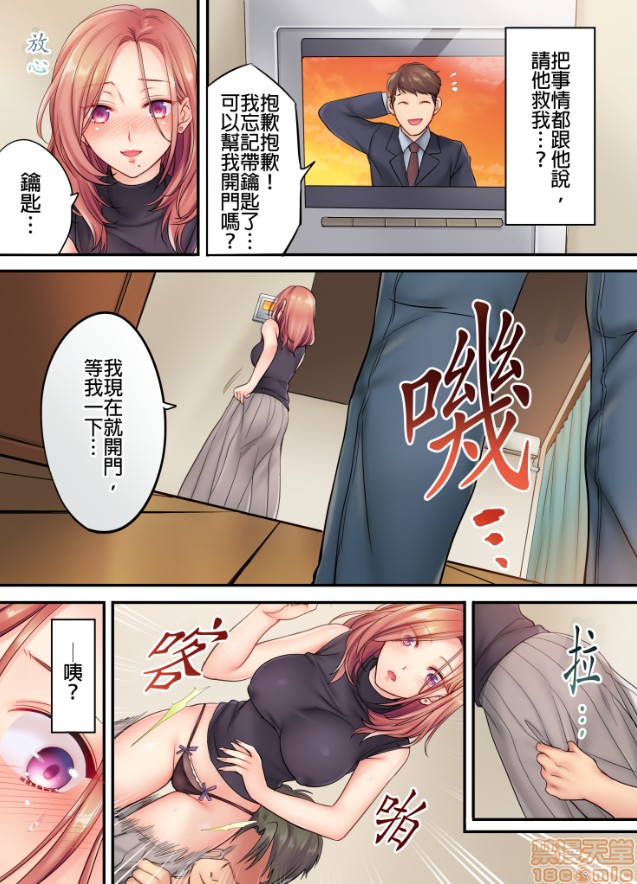 把事情都跟他說，
請他救我…？
抱歉抱歉！
我忘記帶鑰匙了…
可以幫我開門嗎？
放心
鑰匙…
嘰…
我現在就開門，
等我一下…
拉…
喀
啪
—咦？
禁漫天堂
18comic